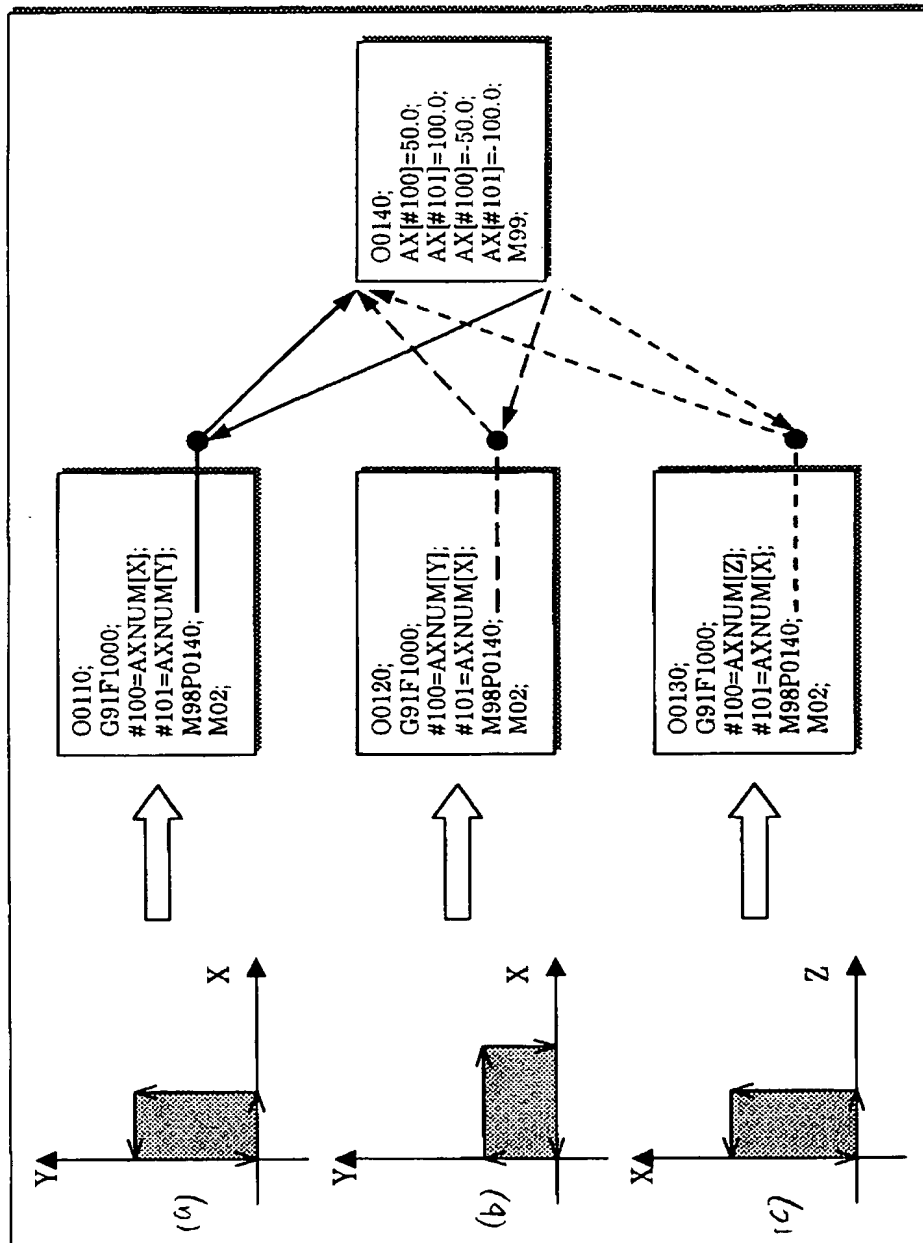 (a)
Y
X
O0110;
G91F1000;
#100=AXNUM[X];
#101=AXNUM[Y];
M98P0140;
M02;
(b)
Y
X
O0120;
G91F1000;
#100=AXNUM[Y];
#101=AXNUM[X];
M98P0140;
M02;
(c)
X
Z
O0130;
G91F1000;
#100=AXNUM[Z];
#101=AXNUM[X];
M98P0140;
M02;
O0140;
AX[#100]=50.0;
AX[#101]=100.0;
AX[#100]=-50.0;
AX[#101]=-100.0;
M99;